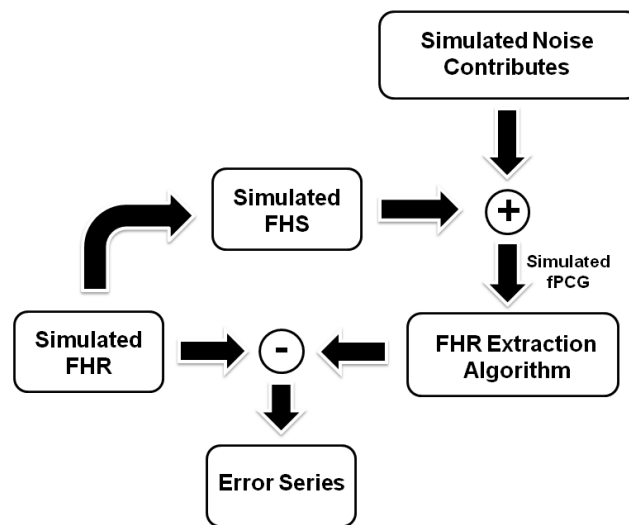 Simulated Noise
Contributes
Simulated
FHS
+
Simulated
fPCG
Simulated
FHR
-
FHR Extraction
Algorithm
Error Series